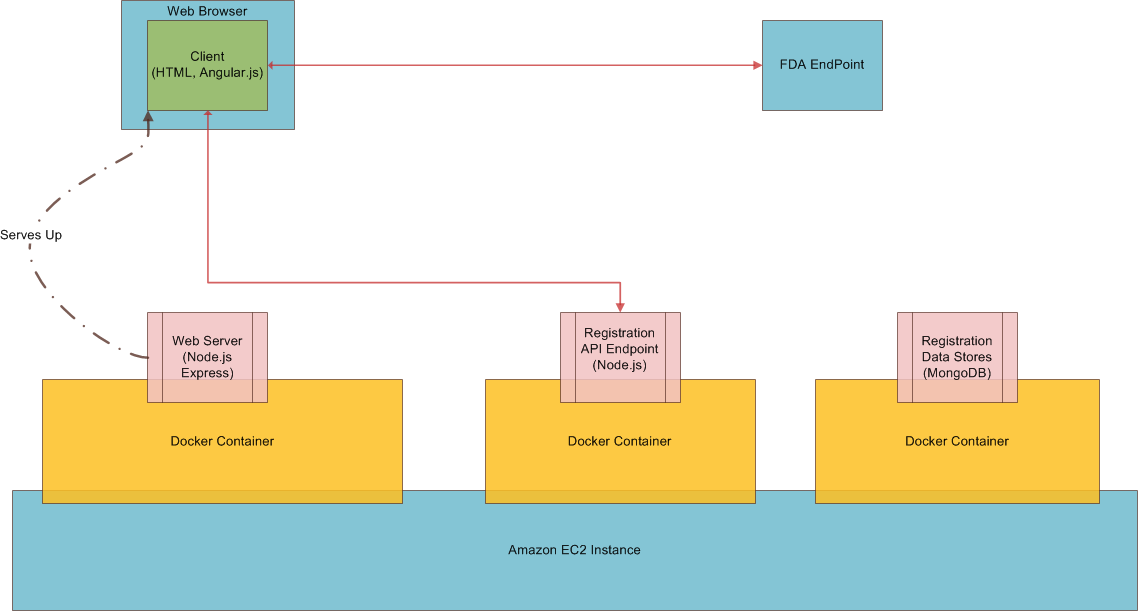 Web Browser
Client
(HTML, Angular.js)
FDA EndPoint
Serves Up
Web Server
(Node.js
Express)
Registration
API Endpoint
(Node.js)
Registration
Data Stores
(MongoDB)
Docker Container
Docker Container
Docker Container
Amazon EC2 Instance